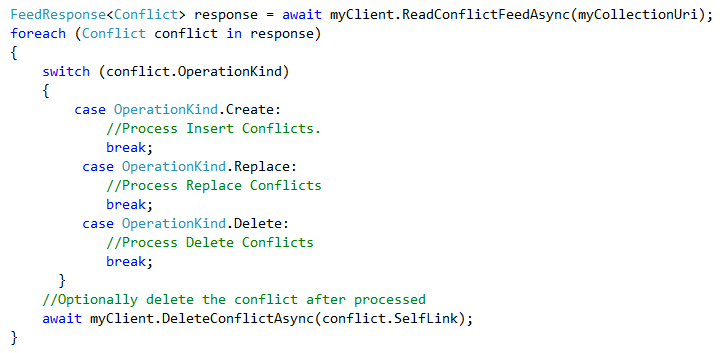 FeedResponse<Conflict> response = await myClient.ReadConflictFeedAsync(myCollectionUri);
foreach (Conflict conflict in response)
{
    switch (conflict.OperationKind)
    {
        case OperationKind.Create:
            //Process Insert Conflicts.
            break;
         case OperationKind.Replace:
            //Process Replace Conflicts
            break;
         case OperationKind.Delete:
            //Process Delete Conflicts
            break;
      }
    //Optionally delete the conflict after processed
    await myClient.DeleteConflictAsync(conflict.SelfLink);
}